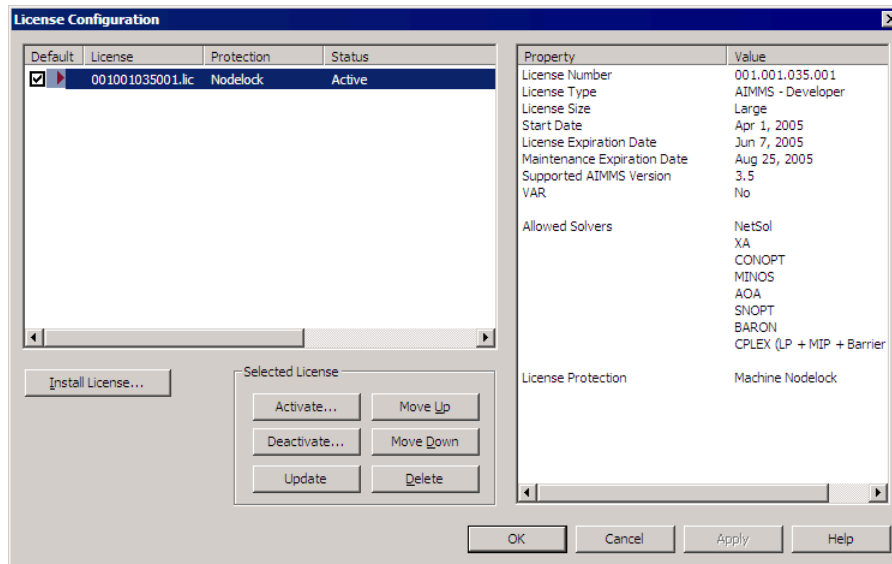 License Configuration
Default License Protection Status
001001035001.lic Nodelock Active
Install License...
Selected License
Activate... Move Up
Deactivate... Move Down
Update Delete
Property Value
License Number 001.001.035.001
License Type AIMMS - Developer
License Size Large
Start Date Apr 1, 2005
License Expiration Date Jun 7, 2005
Maintenance Expiration Date Aug 25, 2005
Supported AIMMS Version 3.5
VAR No
Allowed Solvers NetSol
XA
CONOPT
MINOS
AOA
SNOPT
BARON
CPLEX (LP + MIP + Barrier
License Protection Machine Nodelock
OK Cancel Apply Help